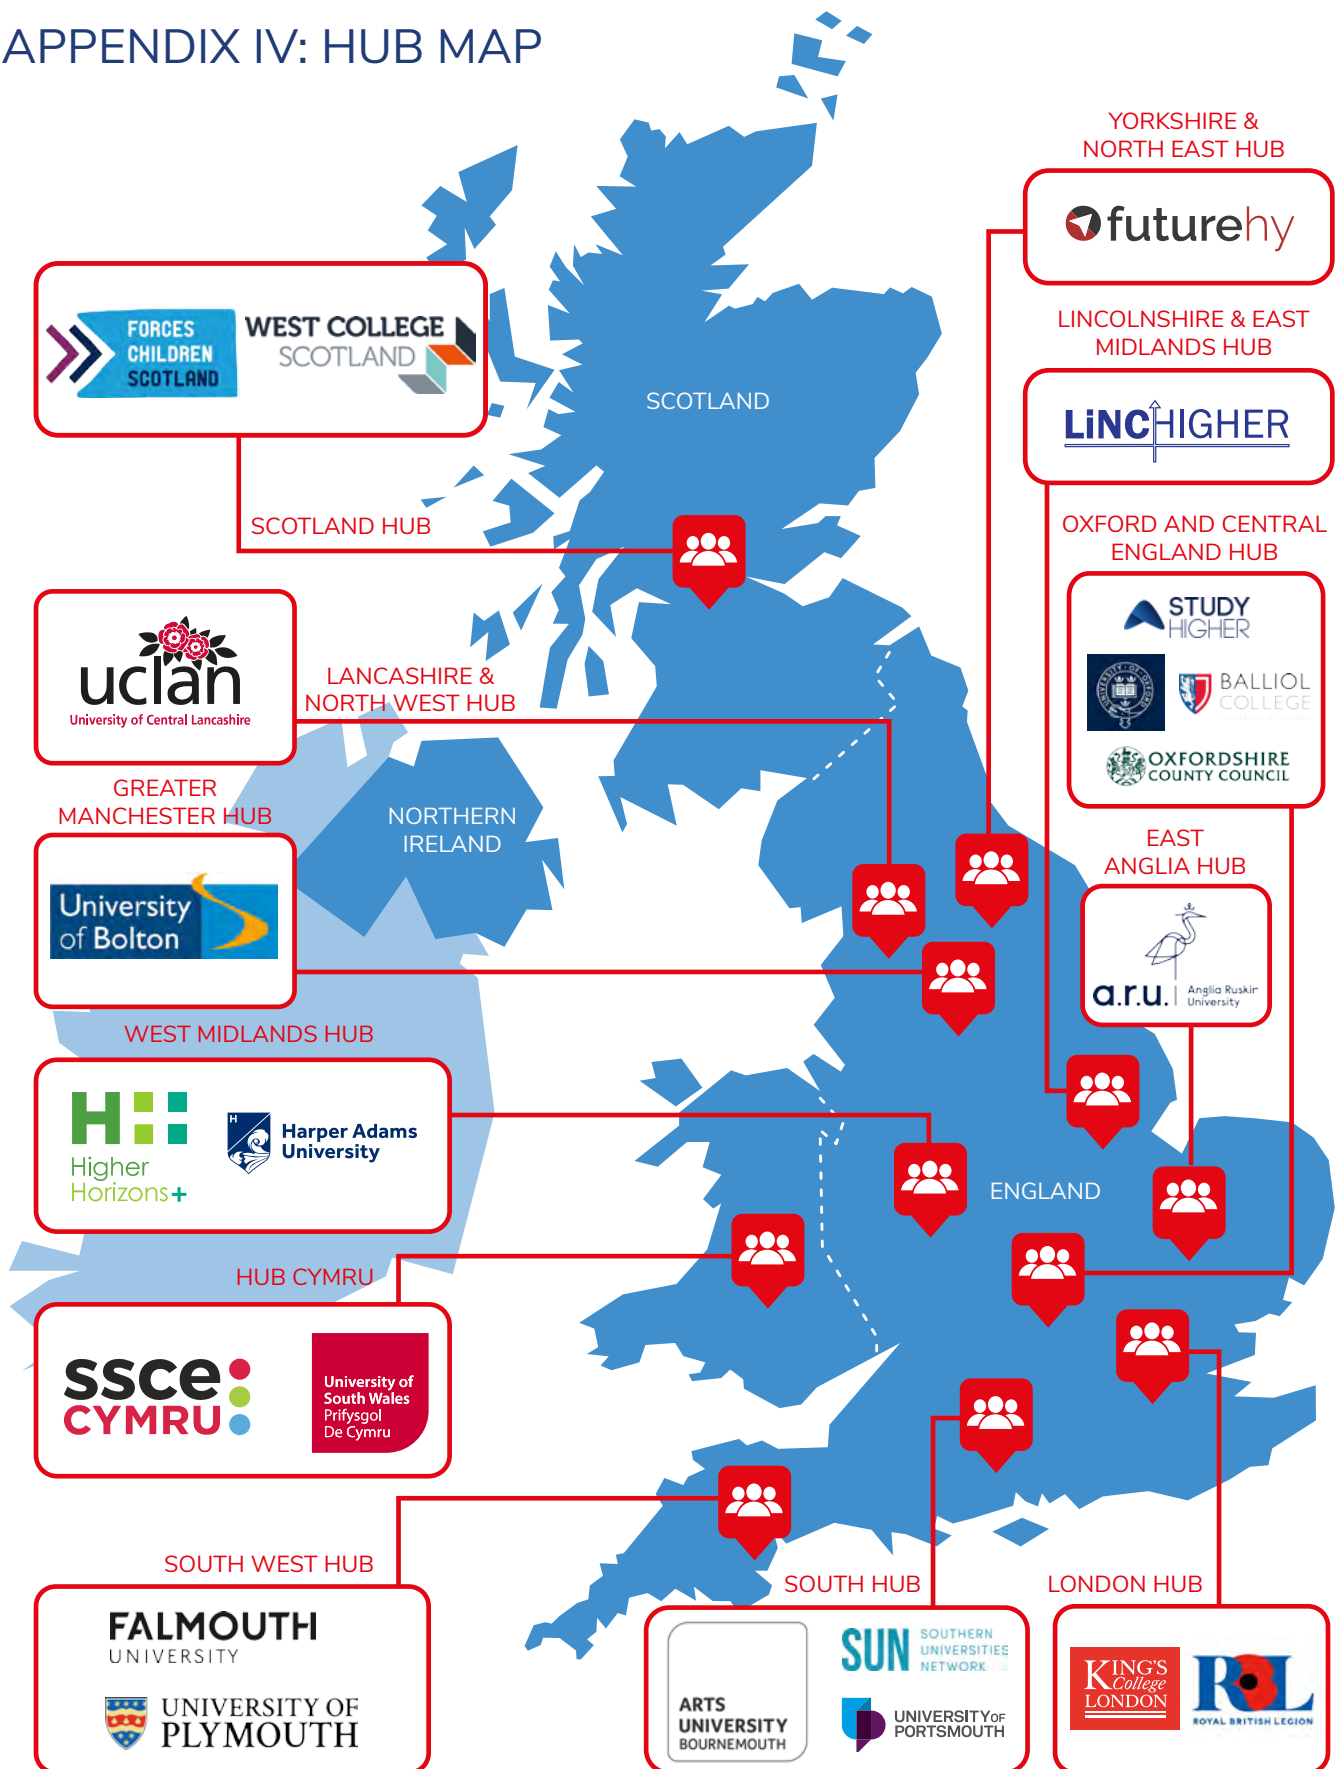 APPENDIX IV: HUB MAP
YORKSHIRE &
NORTH EAST HUB
futurehy
LINCOLNSHIRE & EAST
MIDLANDS HUB
LiNCHIGHER
FORCES
CHILDREN
SCOTLAND
WEST COLLEGE
SCOTLAND
SCOTLAND
SCOTLAND HUB
OXFORD AND CENTRAL
ENGLAND HUB
STUDY
HIGHER
UNIVERSITY OF OXFORD
BALLIOL
COLLEGE
OXFORDSHIRE
COUNTY COUNCIL
uclan
University of Central Lancashire
LANCASHIRE &
NORTH WEST HUB
GREATER
MANCHESTER HUB
University
of Bolton
NORTHERN
IRELAND
EAST
ANGLIA HUB
a.r.u.
Anglia Ruskin
University
WEST MIDLANDS HUB
H
Higher
Horizons+
H
Harper Adams
University
ENGLAND
HUB CYMRU
ssce
CYMRU
University of
South Wales
Prifysgol
De Cymru
SOUTH WEST HUB
FALMOUTH
UNIVERSITY
UNIVERSITY OF
PLYMOUTH
SOUTH HUB
ARTS
UNIVERSITY
BOURNEMOUTH
SUN
SOUTHERN
UNIVERSITIES
NETWORK
UNIVERSITY OF
PORTSMOUTH
LONDON HUB
KING'S
College
LONDON
RBL
ROYAL BRITISH LEGION